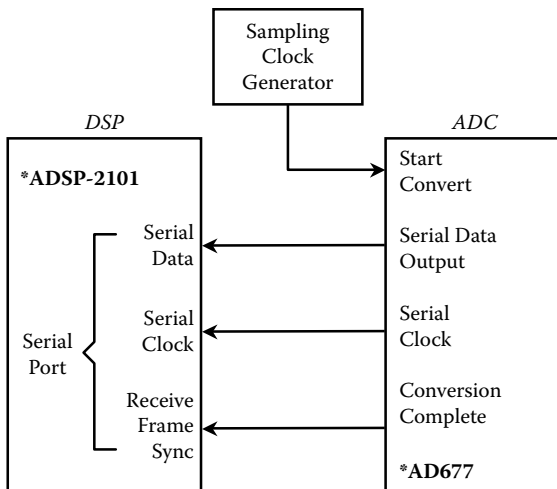 Sampling
Clock
Generator
DSP
*ADSP-2101
Serial
Port
Serial
Data
Serial
Clock
Receive
Frame
Sync
ADC
Start
Convert
Serial Data
Output
Serial
Clock
Conversion
Complete
*AD677